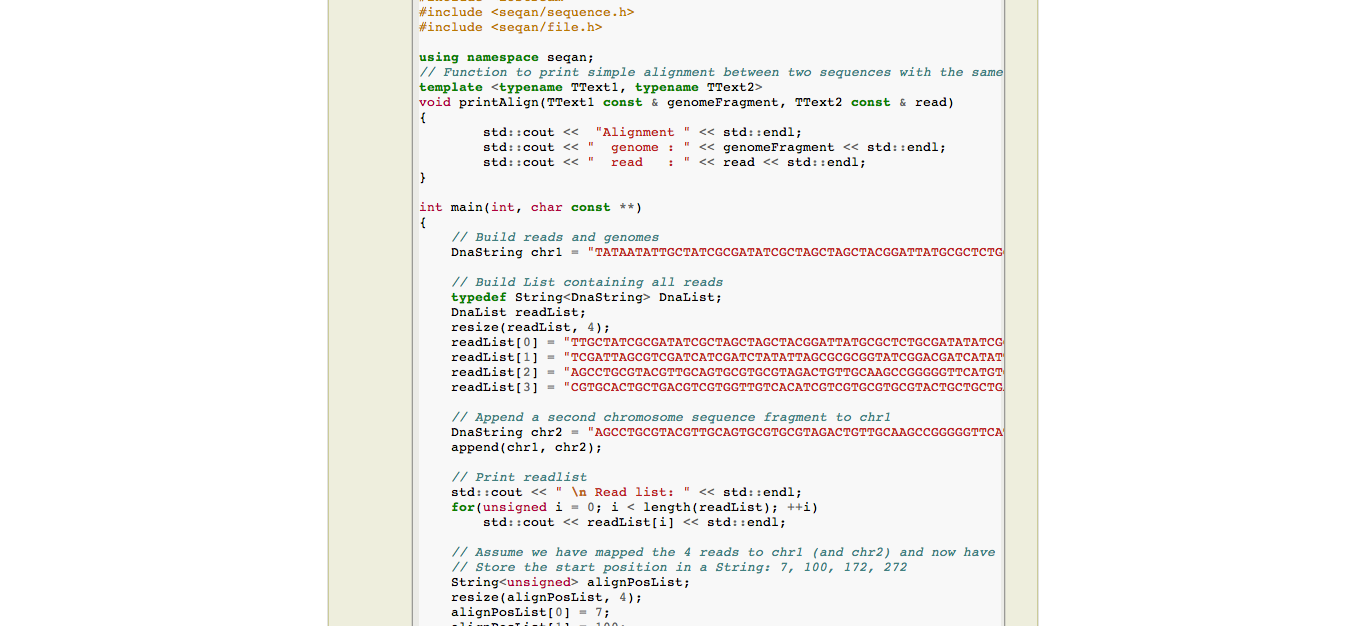 #include <seqan/sequence.h>
#include <seqan/file.h>
using namespace seqan;
// Function to print simple alignment between two sequences with the same
template <typename TText1, typename TText2>
void printAlign(TText1 const & genomeFragment, TText2 const & read)
{
        std::cout <<  "Alignment " << std::endl;
        std::cout << "  genome : " << genomeFragment << std::endl;
        std::cout << "  read   : " << read << std::endl;
}
int main(int, char const **)
{
    // Build reads and genomes
    DnaString chr1 = "TATAATATTGCTATCGCGATATCGCTAGCTAGCTACGGATTATGCGCTCTG
    // Build List containing all reads
    typedef String<DnaString> DnaList;
    DnaList readList;
    resize(readList, 4);
    readList[0] = "TTGCTATCGCGATATCGCTAGCTAGCTACGGATTATGCGCTCTGCGATATATCG
    readList[1] = "TCGATTAGCGTCGATCATCGATCTATATTAGCGCGCGGTATCGGACGATCATAT
    readList[2] = "AGCCTGCGTACGTTGCAGTGCGTGCGTAGACTGTTGCAAGCCGGGGGTTCATGT
    readList[3] = "CGTGCACTGCTGACGTCGTGGTTGTCACATCGTCGTGCGTGCGTACTGCTGCTG
    // Append a second chromosome sequence fragment to chr1
    DnaString chr2 = "AGCCTGCGTACGTTGCAGTGCGTGCGTAGACTGTTGCAAGCCGGGGGTTCA
    append(chr1, chr2);
    // Print readlist
    std::cout << " \n Read list: " << std::endl;
    for(unsigned i = 0; i < length(readList); ++i)
        std::cout << readList[i] << std::endl;
    // Assume we have mapped the 4 reads to chr1 (and chr2) and now have
    // Store the start position in a String: 7, 100, 172, 272
    String<unsigned> alignPosList;
    resize(alignPosList, 4);
    alignPosList[0] = 7;